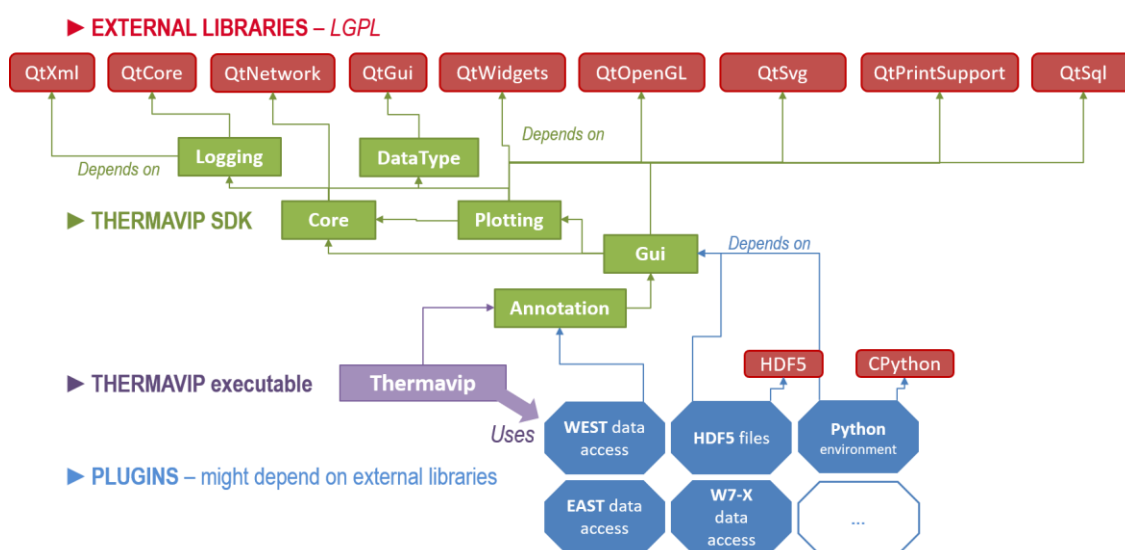 ► EXTERNAL LIBRARIES – LGPL
QtXml QtCore QtNetwork QtGui QtWidgets QtOpenGL QtSvg QtPrintSupport QtSql
Depends on
Logging
Depends on
DataType
► THERMAVIP SDK
Core
Plotting
Gui
Depends on
Annotation
► THERMAVIP executable
Thermavip
Uses
HDF5
CPython
WEST data
access
HDF5 files
Python
environment
► PLUGINS – might depend on external libraries
EAST data
access
W7-X
data
access
...